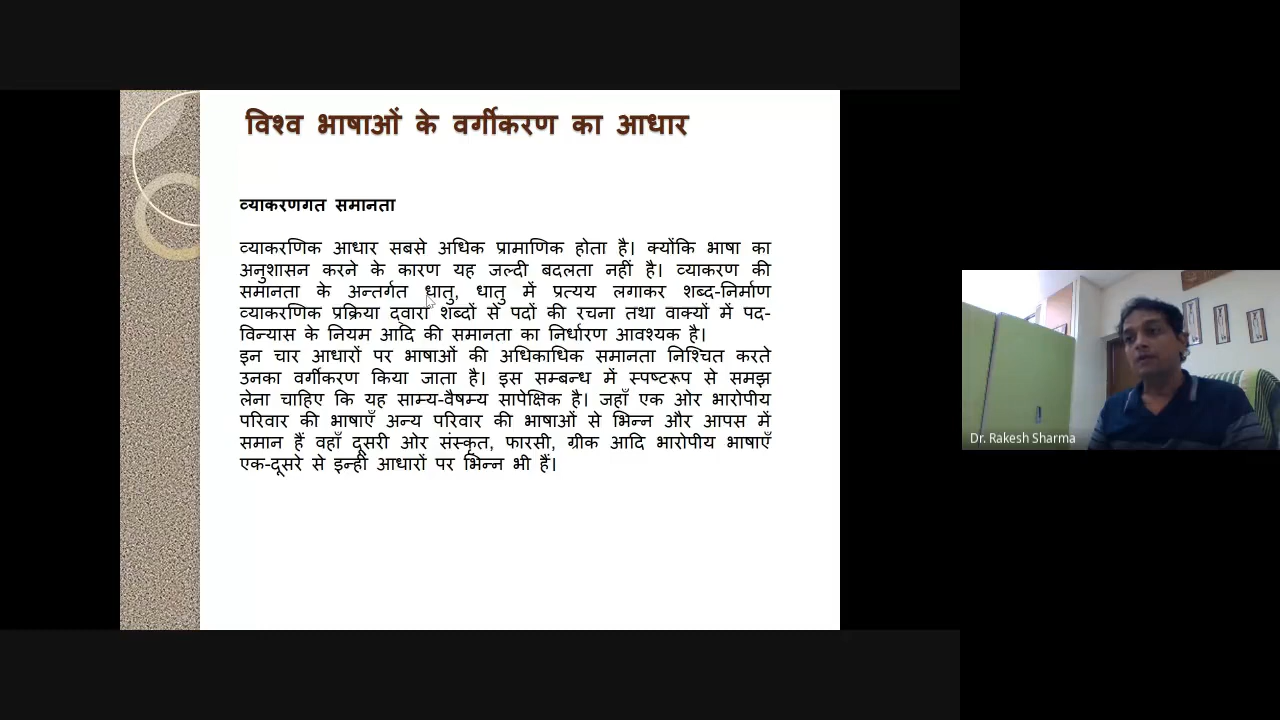 विश्व भाषाओं के वर्गीकरण का आधार
व्याकरणगत समानता
व्याकरणिक आधार सबसे अधिक प्रामाणिक होता है। क्योंकि भाषा का
अनुशासन करने के कारण यह जल्दी बदलता नहीं है। व्याकरण की
समानता के अन्तर्गत धातु, धातु में प्रत्यय लगाकर शब्द-निर्माण
व्याकरणिक प्रक्रिया द्वारा शब्दों से पदों की रचना तथा वाक्यों में पद-
विन्यास के नियम आदि की समानता का निर्धारण आवश्यक है।
इन चार आधारों पर भाषाओं की अधिकाधिक समानता निश्चित करते
उनका वर्गीकरण किया जाता है। इस सम्बन्ध में स्पष्टरूप से समझ
लेना चाहिए कि यह साम्य-वैषम्य सापेक्षिक है। जहाँ एक ओर भारोपीय
परिवार की भाषाएँ अन्य परिवार की भाषाओं से भिन्न और आपस में
समान हैं वहाँ दूसरी ओर संस्कृत, फारसी, ग्रीक आदि भारोपीय भाषाएँ
एक-दूसरे से इन्हीं आधारों पर भिन्न भी हैं।
Dr. Rakesh Sharma